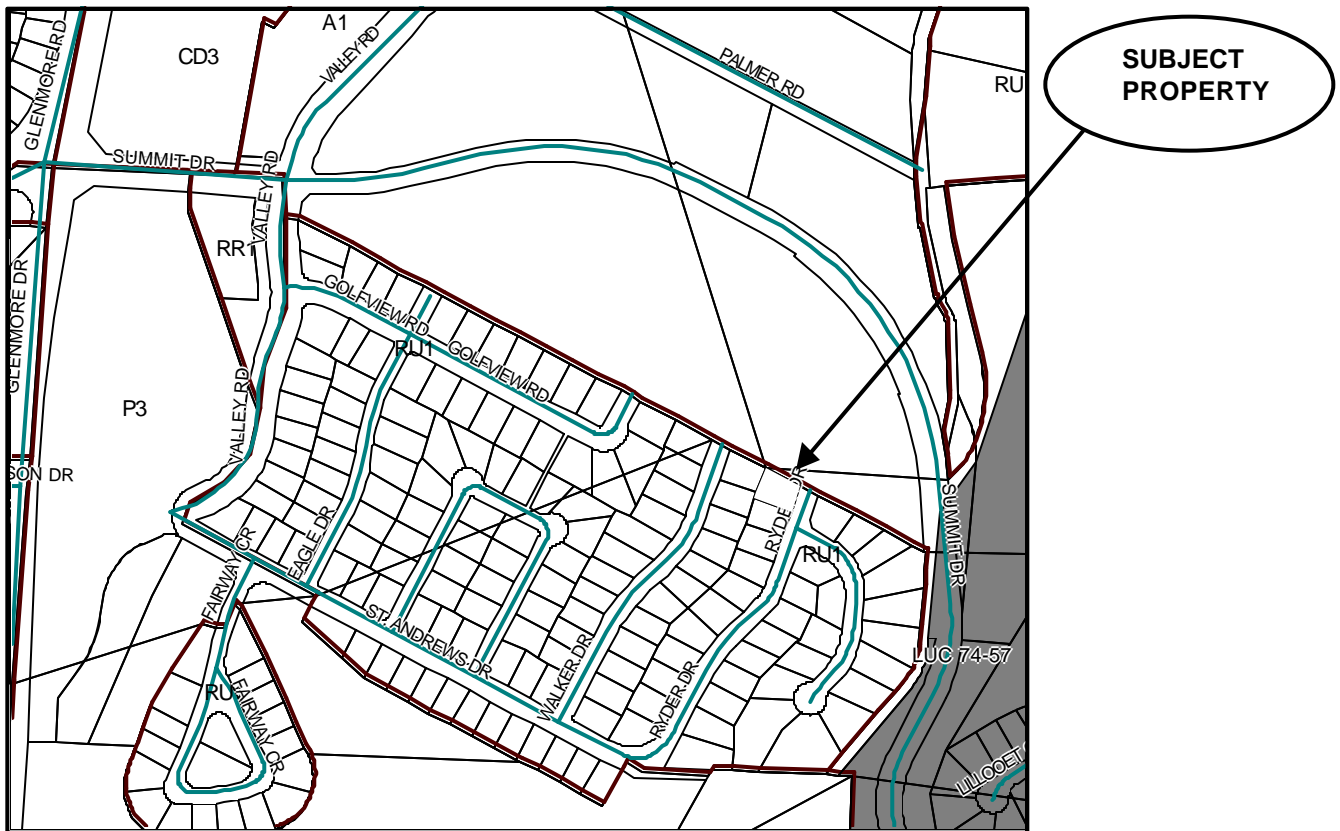 A1
CD3
GLENMORE RD
VALLEY RD
PALMER RD
RU
SUBJECT
PROPERTY
SUMMIT DR
VALLEY RD
RR1
GLENMORE DR
GOLFVIEW RD
RU1
GOLFVIEW RD
P3
VALLEY RD
SON DR
RYDER DR
SUMMIT DR
EAGLE DR
RU1
FAIRWAY CR
ST. ANDREWS DR
LUC 74-57
WALKER DR
RYDER DR
RU
FAIRWAY CR
LILLOOET